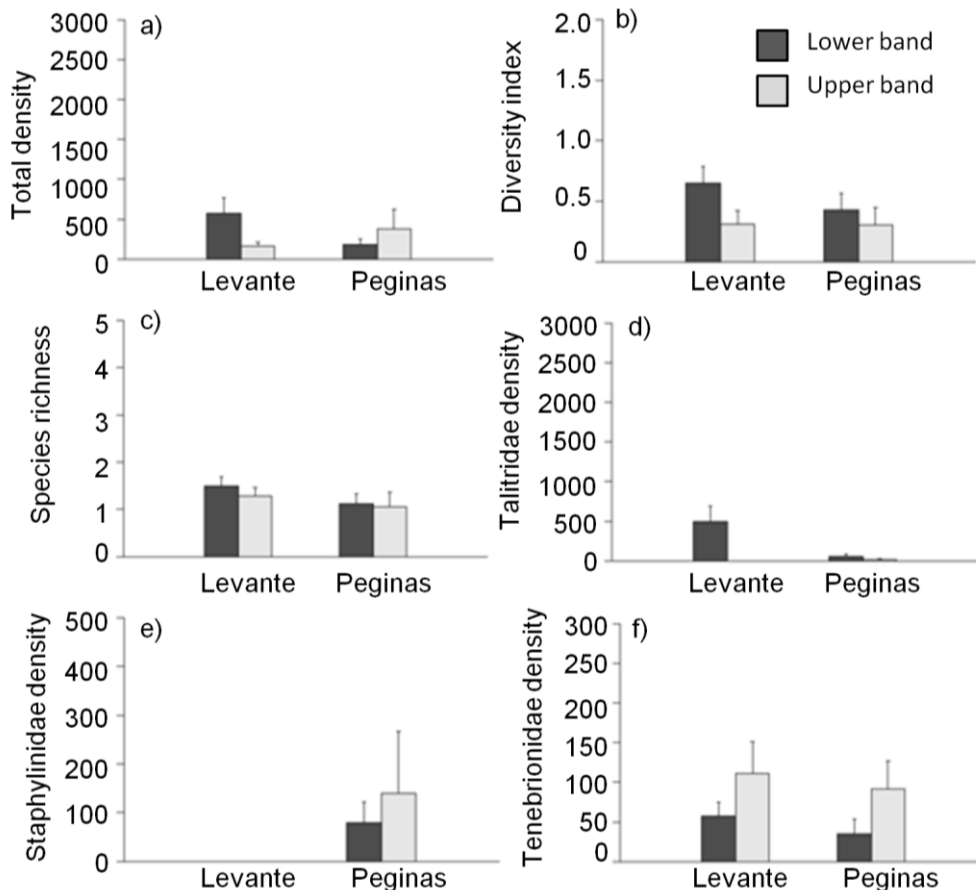 a)
Total density
3000
2500
2000
1500
1000
500
0
Levante Peginas
b)
Diversity index
2.0
1.5
1.0
0.5
0
Lower band
Upper band
Levante Peginas
c)
Species richness
5
4
3
2
1
0
Levante Peginas
d)
Talitridae density
3000
2500
2000
1500
1000
500
0
Levante Peginas
e)
Staphylinidae density
500
400
300
200
100
0
Levante Peginas
f)
Tenebrionidae density
300
250
200
150
100
50
0
Levante Peginas